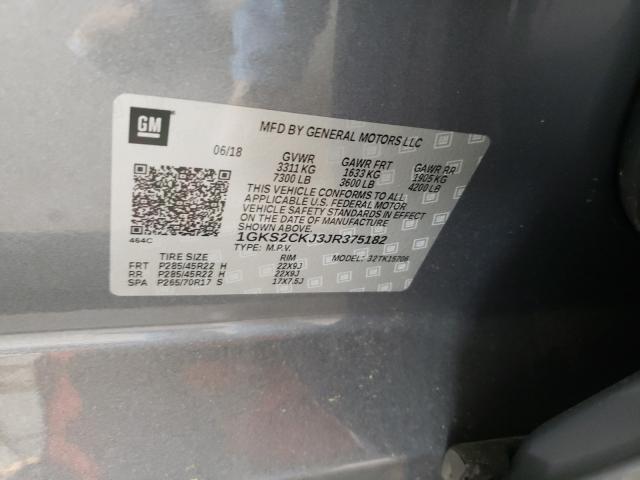 GM
MFD BY GENERAL MOTORS LLC
06/18 GVWR GAWR FRT GAWR RR
3311 KG 1633 KG 1905 KG
7300 LB 3600 LB 4200 LB
THIS VEHICLE CONFORMS TO ALL
APPLICABLE U.S. FEDERAL MOTOR
VEHICLE SAFETY STANDARDS IN EFFECT
ON THE DATE OF MANUFACTURE
SHOWN ABOVE.
464C 1GKS2CKJ3JR375182
TYPE: M.P.V.
TIRE SIZE RIM 32TK15706
FRT P285/45R22 H 22X9J
RR P285/45R22 H 22X9J
SPA P265/70R17 S 17X7.5J